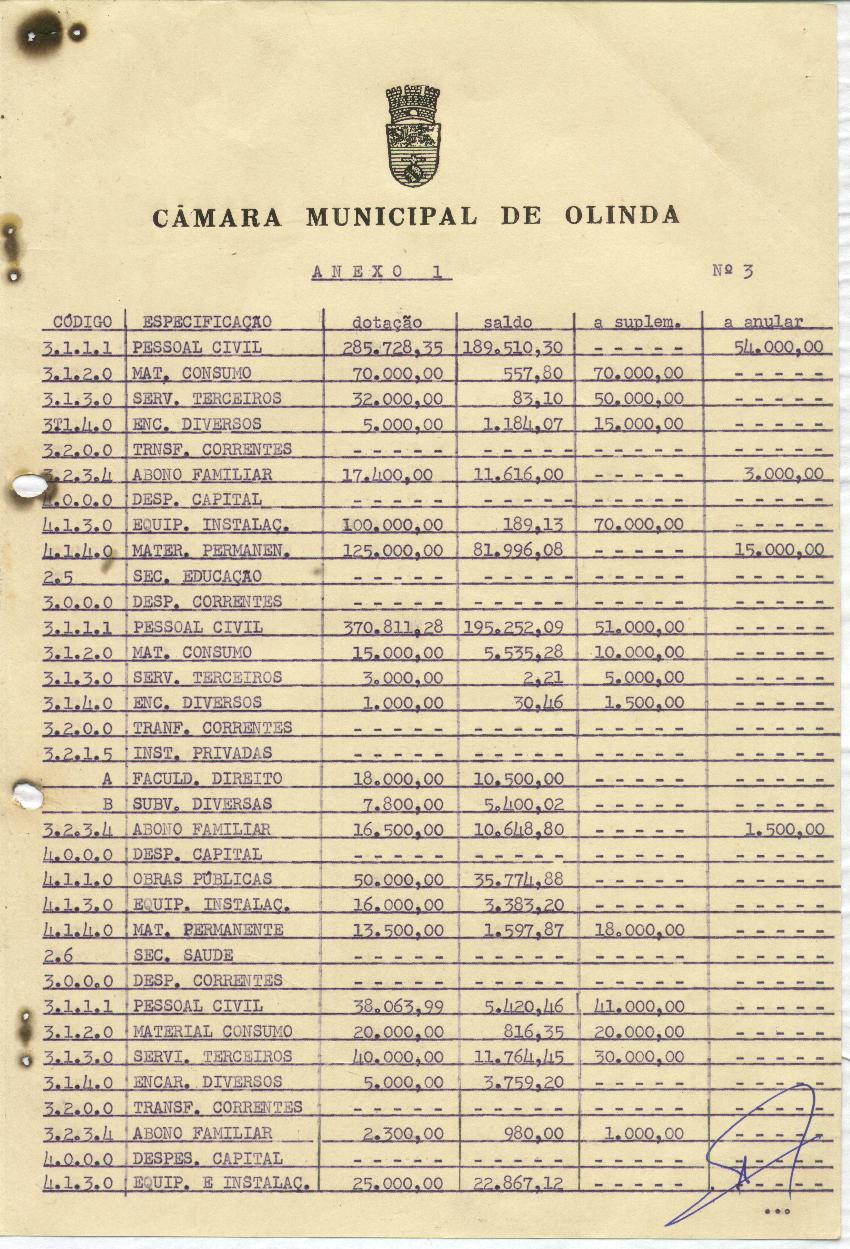 CÂMARA MUNICIPAL DE OLINDA
ANEXO 1 Nº 3
CÓDIGO ESPECIFICAÇÃO dotação saldo a suplem. a anular
3.1.1.1 PESSOAL CIVIL 285.728,35 189.510,30 - - - - - 54.000,00
3.1.2.0 MAT. CONSUMO 70.000,00 557,80 70.000,00 - - - - -
3.1.3.0 SERV. TERCEIROS 32.000,00 83,10 50.000,00 - - - - -
3T1.4.0 ENC. DIVERSOS 5.000,00 1.184,07 15.000,00 - - - - -
3.2.0.0 TRNSF. CORRENTES - - - - - - - - - - - - - - - - - - - -
3.2.3.4 ABONO FAMILIAR 17.400,00 11.616,00 - - - - - 3.000,00
4.0.0.0 DESP. CAPITAL - - - - - - - - - - - - - - - - - - - -
4.1.3.0 EQUIP. INSTALAÇ. 100.000,00 189,13 70.000,00 - - - - -
4.1.4.0 MATER. PERMANEN. 125.000,00 81.996,08 - - - - - 15.000,00
2.5 SEC. EDUCAÇÃO - - - - - - - - - - - - - - - - - - - -
3.0.0.0 DESP. CORRENTES - - - - - - - - - - - - - - - - - - - -
3.1.1.1 PESSOAL CIVIL 370.811,28 195.252,09 51.000,00 - - - - -
3.1.2.0 MAT. CONSUMO 15.000,00 5.535,28 10.000,00 - - - - -
3.1.3.0 SERV. TERCEIROS 3.000,00 2,21 5.000,00 - - - - -
3.1.4.0 ENC. DIVERSOS 1.000,00 30,46 1.500,00 - - - - -
3.2.0.0 TRANF. CORRENTES - - - - - - - - - - - - - - - - - - - -
3.2.1.5 INST. PRIVADAS - - - - - - - - - - - - - - - - - - - -
A FACULD. DIREITO 18.000,00 10.500,00 - - - - - - - - - -
B SUBV. DIVERSAS 7.800,00 5.400,02 - - - - - - - - - -
3.2.3.4 ABONO FAMILIAR 16.500,00 10.648,80 - - - - - 1.500,00
4.0.0.0 DESP. CAPITAL - - - - - - - - - - - - - - - - - - - -
4.1.1.0 OBRAS PÚBLICAS 50.000,00 35.774,88 - - - - - - - - - -
4.1.3.0 EQUIP. INSTALAÇ. 16.000,00 3.383,20 - - - - - - - - - -
4.1.4.0 MAT. PERMANENTE 13.500,00 1.597,87 18.000,00 - - - - -
2.6 SEC. SAUDE - - - - - - - - - - - - - - - - - - - -
3.0.0.0 DESP. CORRENTES - - - - - - - - - - - - - - - - - - - -
3.1.1.1 PESSOAL CIVIL 38.063,99 5.420,46 41.000,00 - - - - -
3.1.2.0 MATERIAL CONSUMO 20.000,00 816,35 20.000,00 - - - - -
3.1.3.0 SERVI. TERCEIROS 40.000,00 11.764,45 30.000,00 - - - - -
3.1.4.0 ENCAR. DIVERSOS 5.000,00 3.759,20 - - - - - - - - - -
3.2.0.0 TRANSF. CORRENTES - - - - - - - - - - - - - - - - - - - -
3.2.3.4 ABONO FAMILIAR 2.300,00 980,00 1.000,00 - - - - -
4.0.0.0 DESPES. CAPITAL - - - - - - - - - - - - - - - - - - - -
4.1.3.0 EQUIP. E INSTALAÇ. 25.000,00 22.867,12 - - - - - - - - - -
...